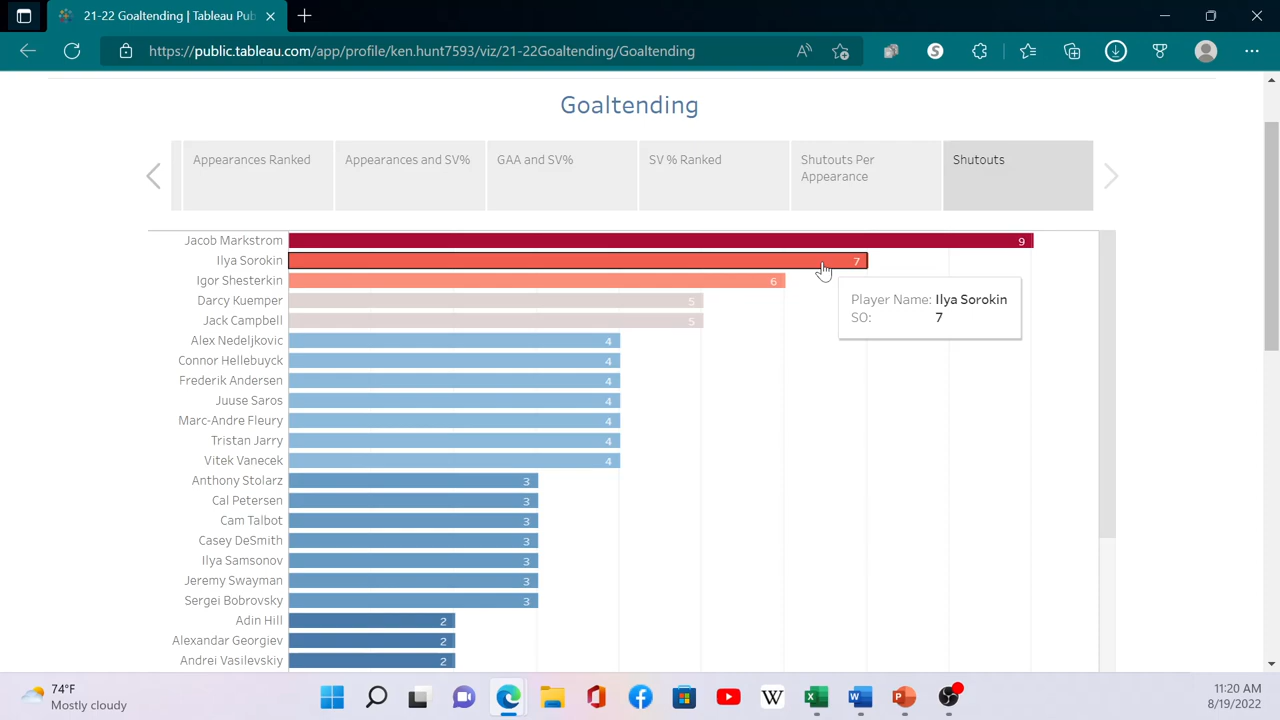 21-22 Goaltending | Tableau Pub
https://public.tableau.com/app/profile/ken.hunt7593/viz/21-22Goaltending/Goaltending
Goaltending
Appearances Ranked
Appearances and SV%
GAA and SV%
SV % Ranked
Shutouts Per
Appearance
Shutouts
Jacob Markstrom 9
Ilya Sorokin 7
Igor Shesterkin 6
Darcy Kuemper 5
Jack Campbell 5
Alex Nedeljkovic 4
Connor Hellebuyck 4
Frederik Andersen 4
Juuse Saros 4
Marc-Andre Fleury 4
Tristan Jarry 4
Vitek Vanecek 4
Anthony Stolarz 3
Cal Petersen 3
Cam Talbot 3
Casey DeSmith 3
Ilya Samsonov 3
Jeremy Swayman 3
Sergei Bobrovsky 3
Adin Hill 2
Alexandar Georgiev 2
Andrei Vasilevskiy 2
Player Name: Ilya Sorokin
SO: 7
74°F
Mostly cloudy
11:20 AM
8/19/2022